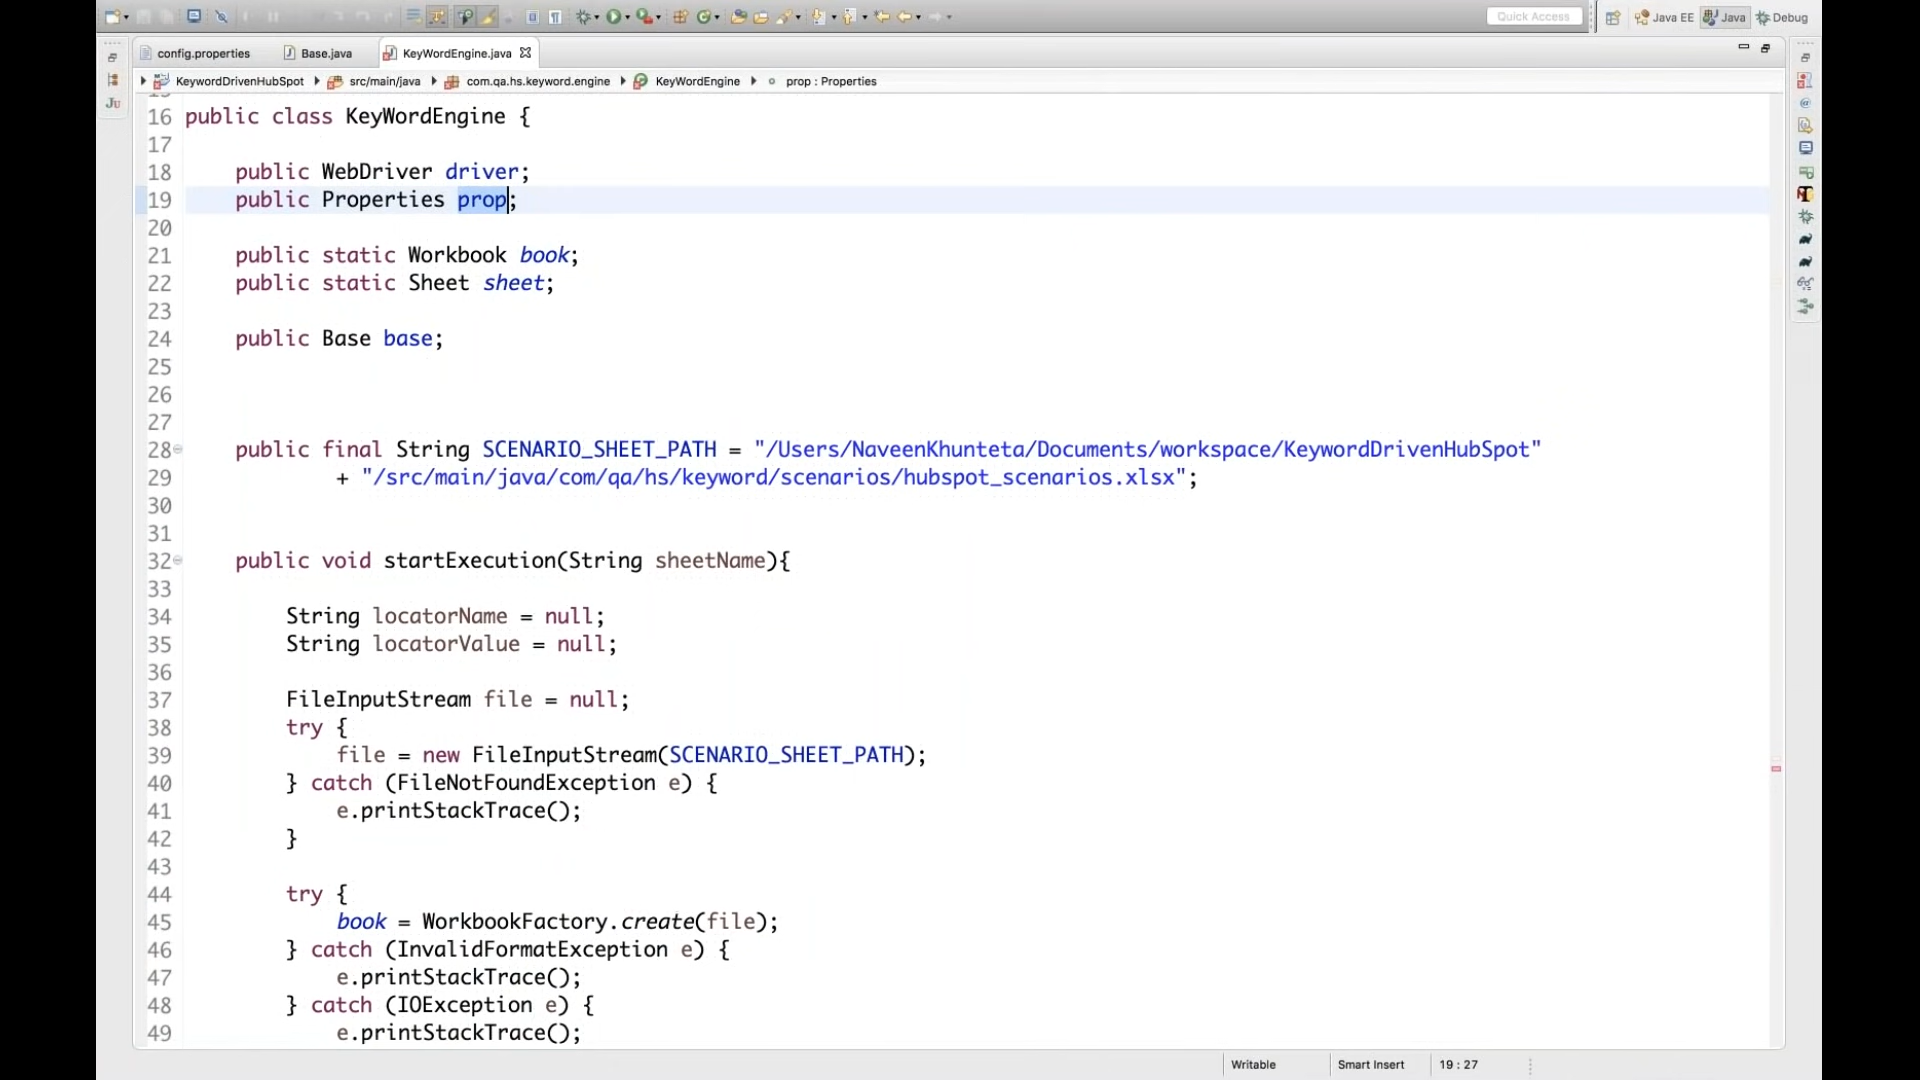 Quick Access
Java EE
Java
Debug
config.properties
Base.java
KeyWordEngine.java
KeywordDrivenHubSpot
src/main/java
com.qa.hs.keyword.engine
KeyWordEngine
prop : Properties
16 public class KeyWordEngine {
17
18 public WebDriver driver;
19 public Properties prop;
20
21 public static Workbook book;
22 public static Sheet sheet;
23
24 public Base base;
25
26
27
28 public final String SCENARIO_SHEET_PATH = "/Users/NaveenKhunteta/Documents/workspace/KeywordDrivenHubSpot"
29 + "/src/main/java/com/qa/hs/keyword/scenarios/hubspot_scenarios.xlsx";
30
31
32 public void startExecution(String sheetName){
33
34 String locatorName = null;
35 String locatorValue = null;
36
37 FileInputStream file = null;
38 try {
39 file = new FileInputStream(SCENARIO_SHEET_PATH);
40 } catch (FileNotFoundException e) {
41 e.printStackTrace();
42 }
43
44 try {
45 book = WorkbookFactory.create(file);
46 } catch (InvalidFormatException e) {
47 e.printStackTrace();
48 } catch (IOException e) {
49 e.printStackTrace();
Writable
Smart Insert
19 : 27